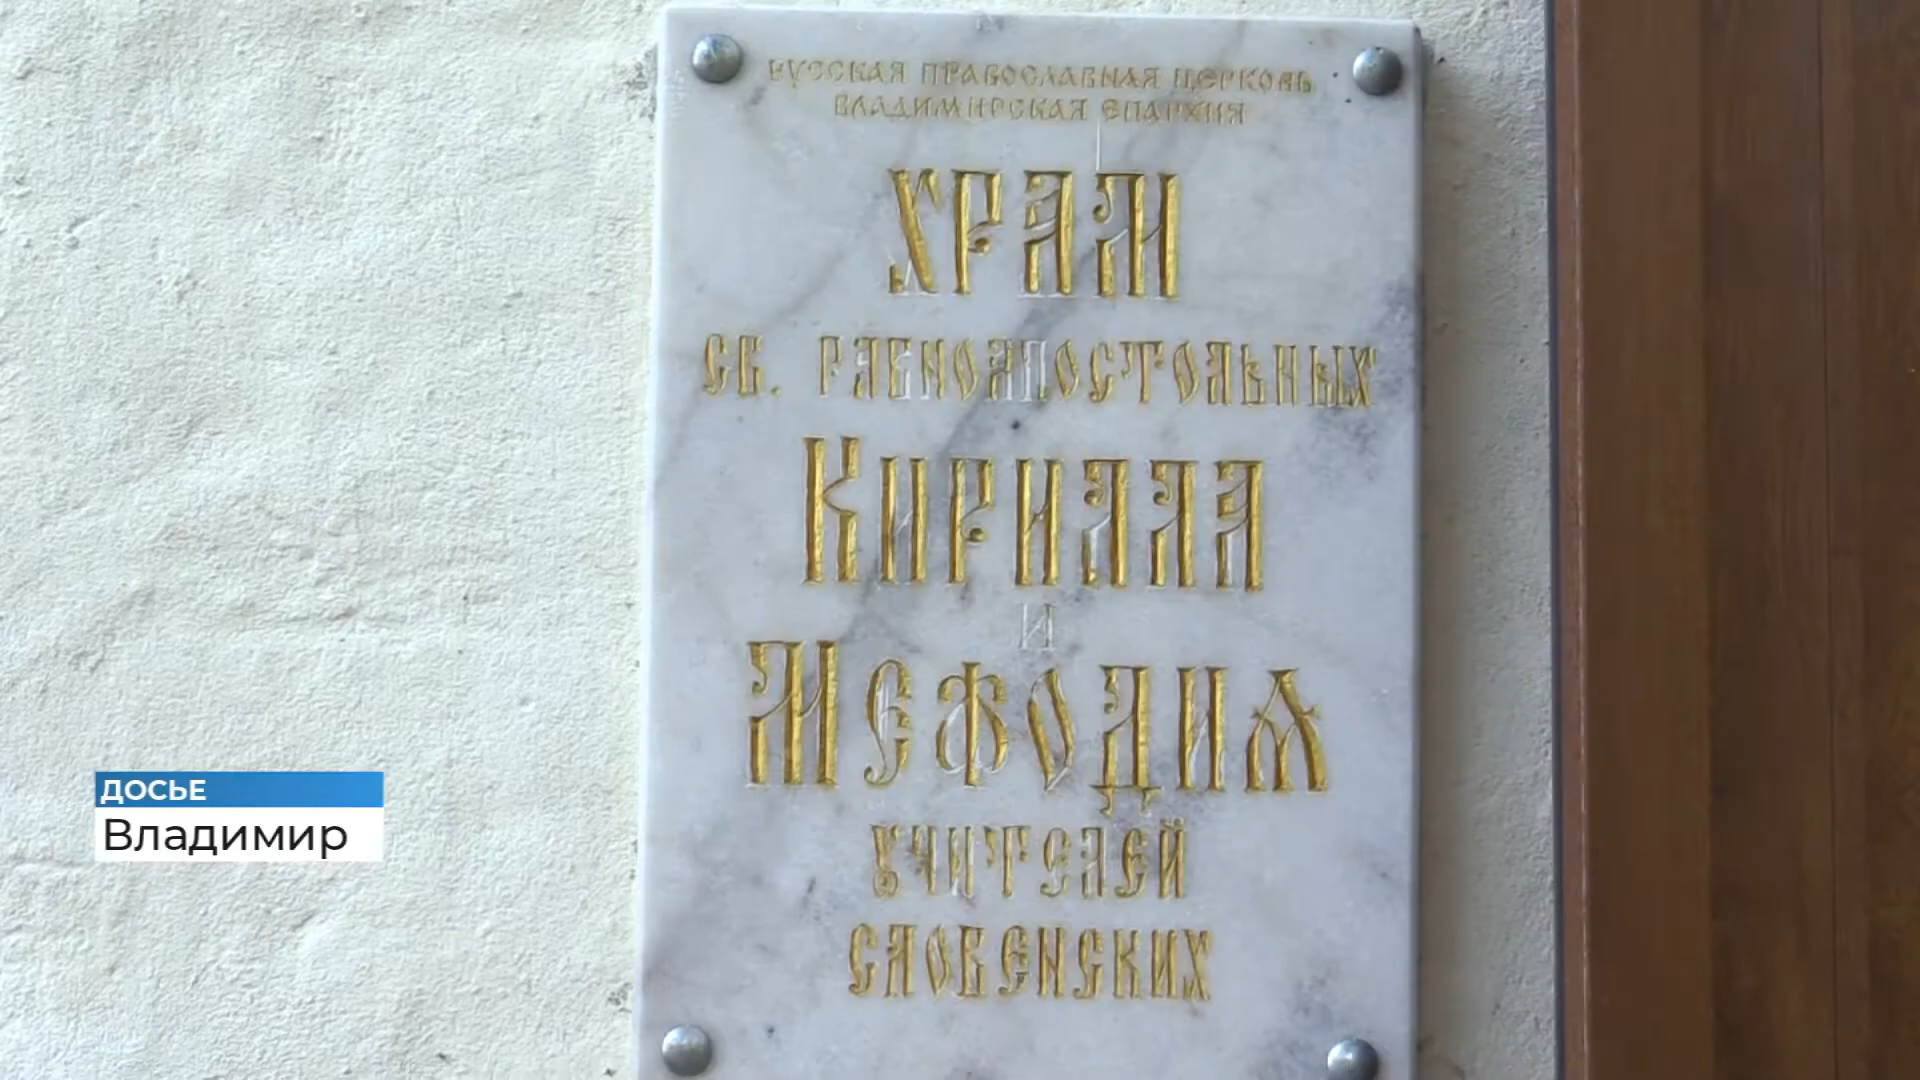 РУССКАЯ ПРАВОСЛАВНАЯ ЦЕРКОВЬ
ВЛАДИМИРСКАЯ ЕПАРХИЯ
ХРАМ
СВ. РАВНОАПОСТОЛЬНЫХ
КИРИЛЛА
И
МЕФОДИЯ
УЧИТЕЛЕЙ
СЛОВЕНСКИХ
ДОСЬЕ
Владимир